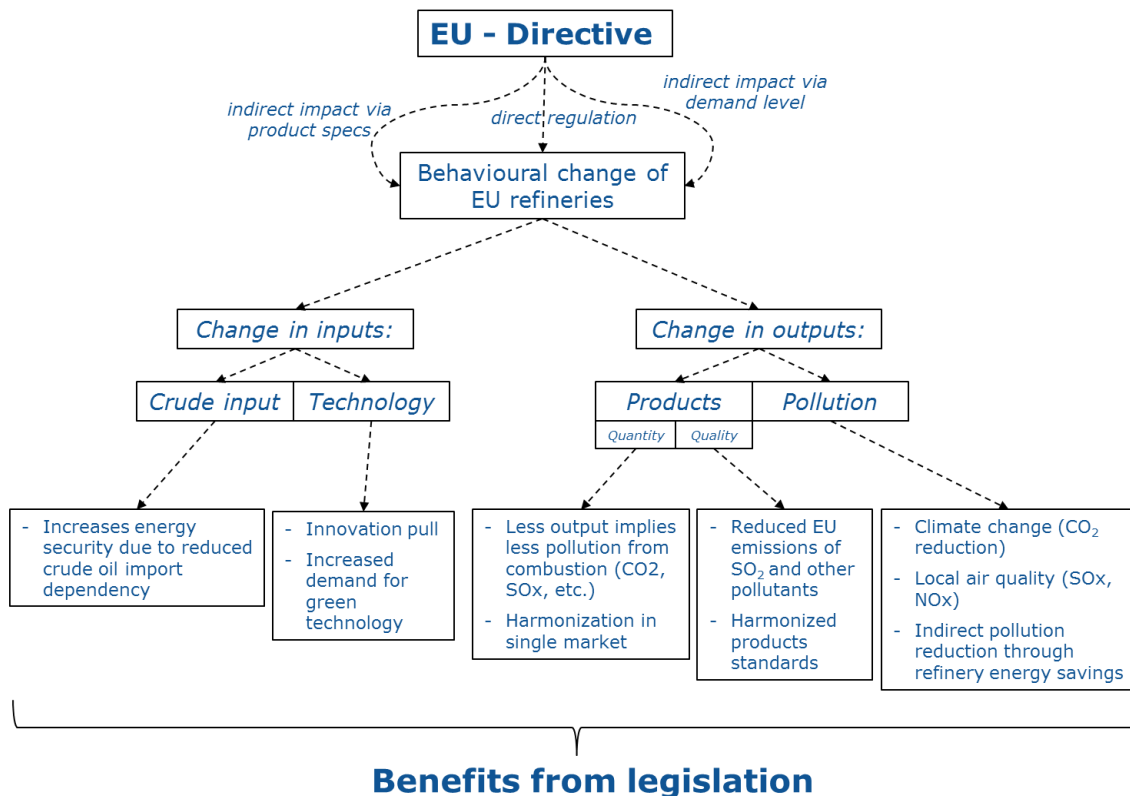 EU - Directive
indirect impact via
product specs
direct regulation
indirect impact via
demand level
Behavioural change of
EU refineries
Change in inputs:
Change in outputs:
Crude input
Technology
Products
Pollution
Quantity
Quality
- Increases energy
security due to reduced
crude oil import
dependency
- Innovation pull
- Increased
demand for
green
technology
- Less output implies
less pollution from
combustion (CO2,
SOx, etc.)
- Harmonization in
single market
- Reduced EU
emissions of
SO₂ and other
pollutants
- Harmonized
products
standards
- Climate change (CO₂
reduction)
- Local air quality (SOx,
NOx)
- Indirect pollution
reduction through
refinery energy savings
Benefits from legislation